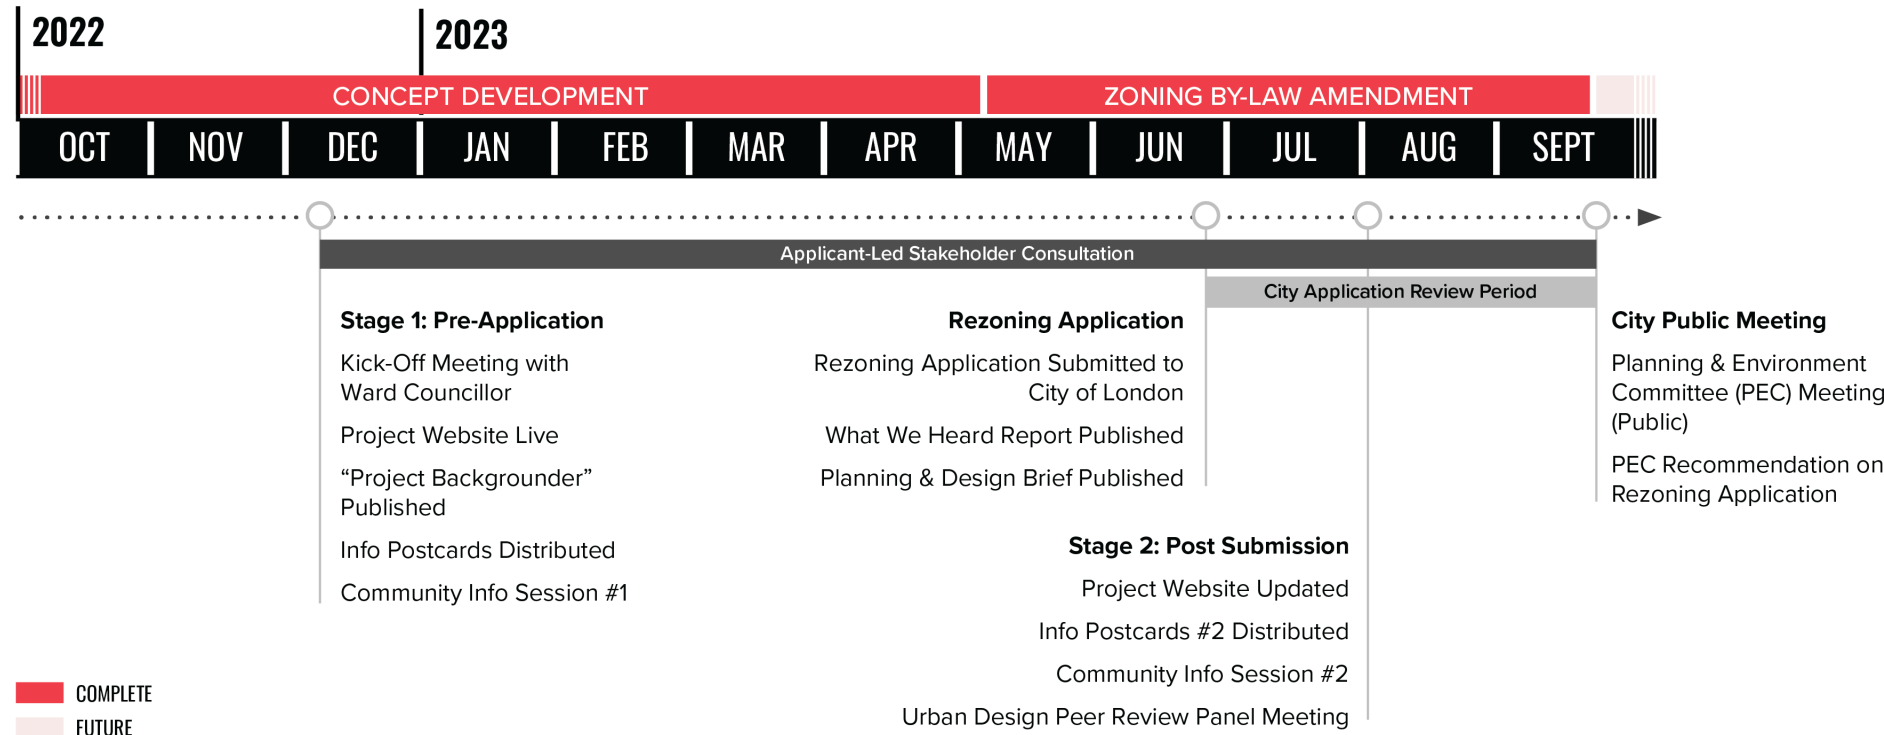 2022
2023
CONCEPT DEVELOPMENT
ZONING BY-LAW AMENDMENT
OCT
NOV
DEC
JAN
FEB
MAR
APR
MAY
JUN
JUL
AUG
SEPT
Applicant-Led Stakeholder Consultation
City Application Review Period
Stage 1: Pre-Application
Kick-Off Meeting with
Ward Councillor
Project Website Live
“Project Backgrounder”
Published
Info Postcards Distributed
Community Info Session #1
Rezoning Application
Rezoning Application Submitted to
City of London
What We Heard Report Published
Planning & Design Brief Published
Stage 2: Post Submission
Project Website Updated
Info Postcards #2 Distributed
Community Info Session #2
Urban Design Peer Review Panel Meeting
City Public Meeting
Planning & Environment
Committee (PEC) Meeting
(Public)
PEC Recommendation on
Rezoning Application
COMPLETE
FUTURE